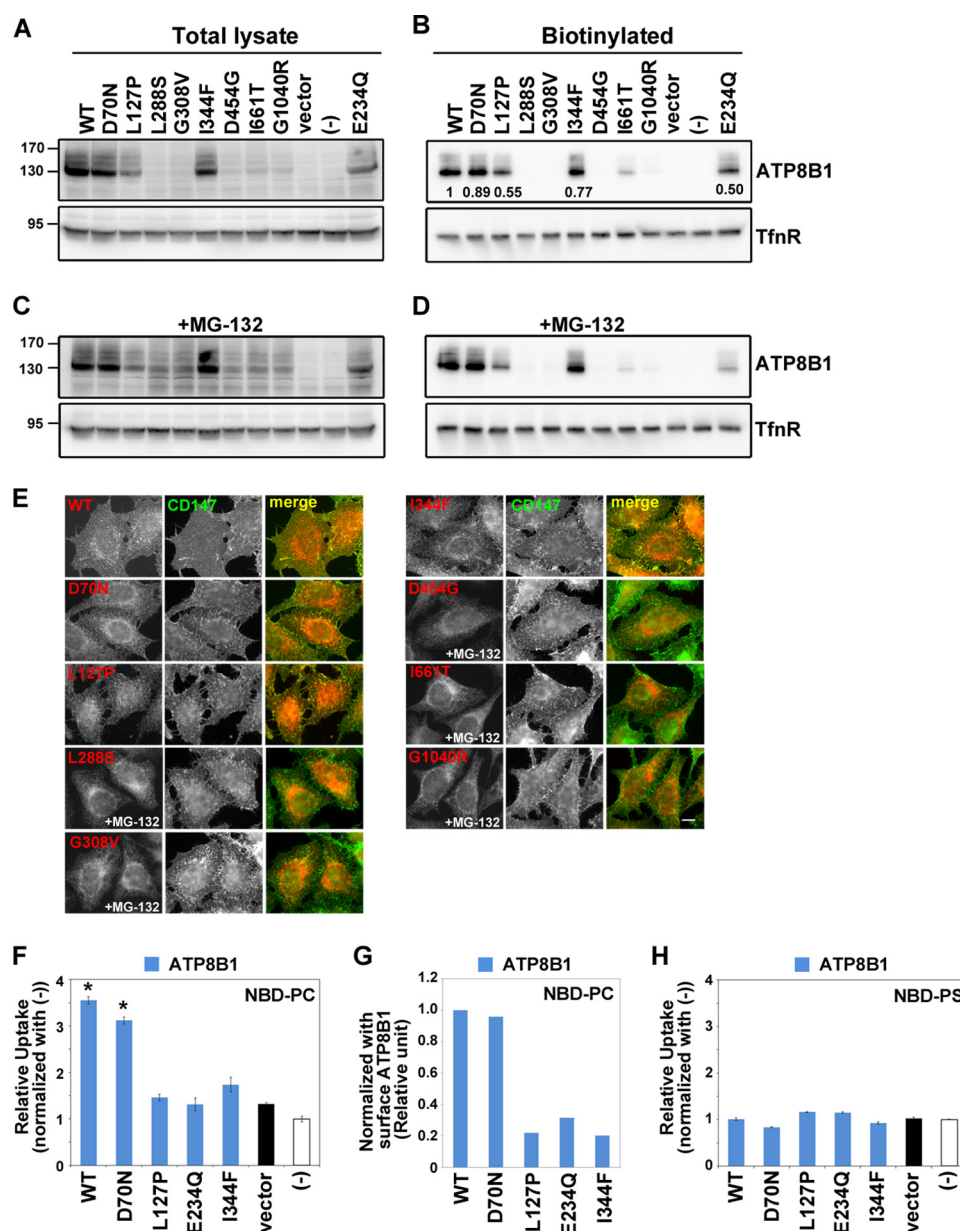 A
Total lysate
WT
D70N
L127P
L288S
G308V
I344F
D454G
I661T
G1040R
vector
(-)
E234Q
170
130
95
B
Biotinylated
WT
D70N
L127P
L288S
G308V
I344F
D454G
I661T
G1040R
vector
(-)
E234Q
ATP8B1
1 0.89 0.55 0.77 0.50
TfnR
C
+MG-132
170
130
95
D
+MG-132
ATP8B1
TfnR
E
WT CD147 merge
D70N
L127P
L288S
+MG-132
G308V
+MG-132
I344F CD147 merge
D454G
+MG-132
I661T
+MG-132
G1040R
+MG-132
F
ATP8B1
NBD-PC
Relative Uptake
(normalized with (-))
4
3
2
1
0
* *
WT
D70N
L127P
E234Q
I344F
vector
(-)
G
ATP8B1
NBD-PC
Normalized with
surface ATP8B1
(Relative unit)
1.2
1.0
0.8
0.6
0.4
0.2
0
WT
D70N
L127P
E234Q
I344F
H
ATP8B1
NBD-PS
Relative Uptake
(normalized with (-))
4
3
2
1
0
WT
D70N
L127P
E234Q
I344F
vector
(-)